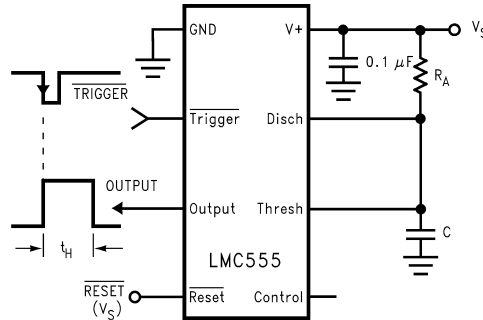 GND
V+
V_S
0.1 μF
R_A
TRIGGER
Trigger
Disch
OUTPUT
Output
Thresh
t_H
C
LMC555
RESET
(V_S)
Reset
Control